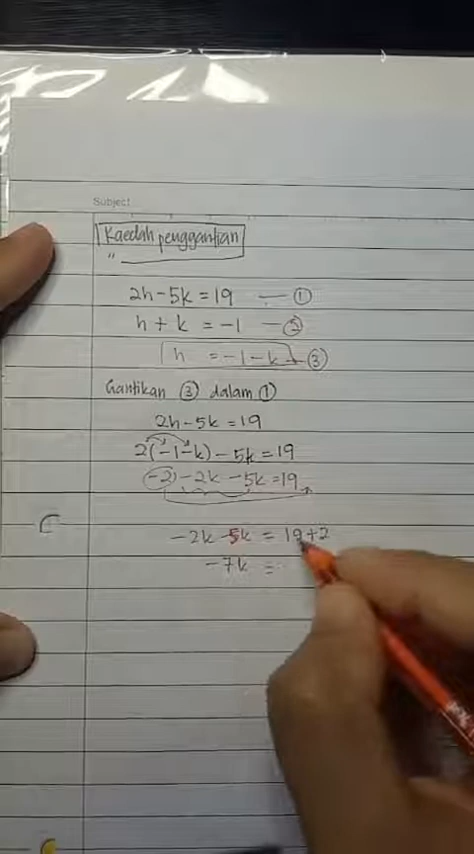 Subject
Kaedah penggantian
2h - 5k = 19 — ①
h + k = -1 — ②
h = -1 - k — ③
Gantikan ③ dalam ①
2h - 5k = 19
2(-1 - k) - 5k = 19
-2 - 2k - 5k = 19
-2k - 5k = 19 + 2
-7k =